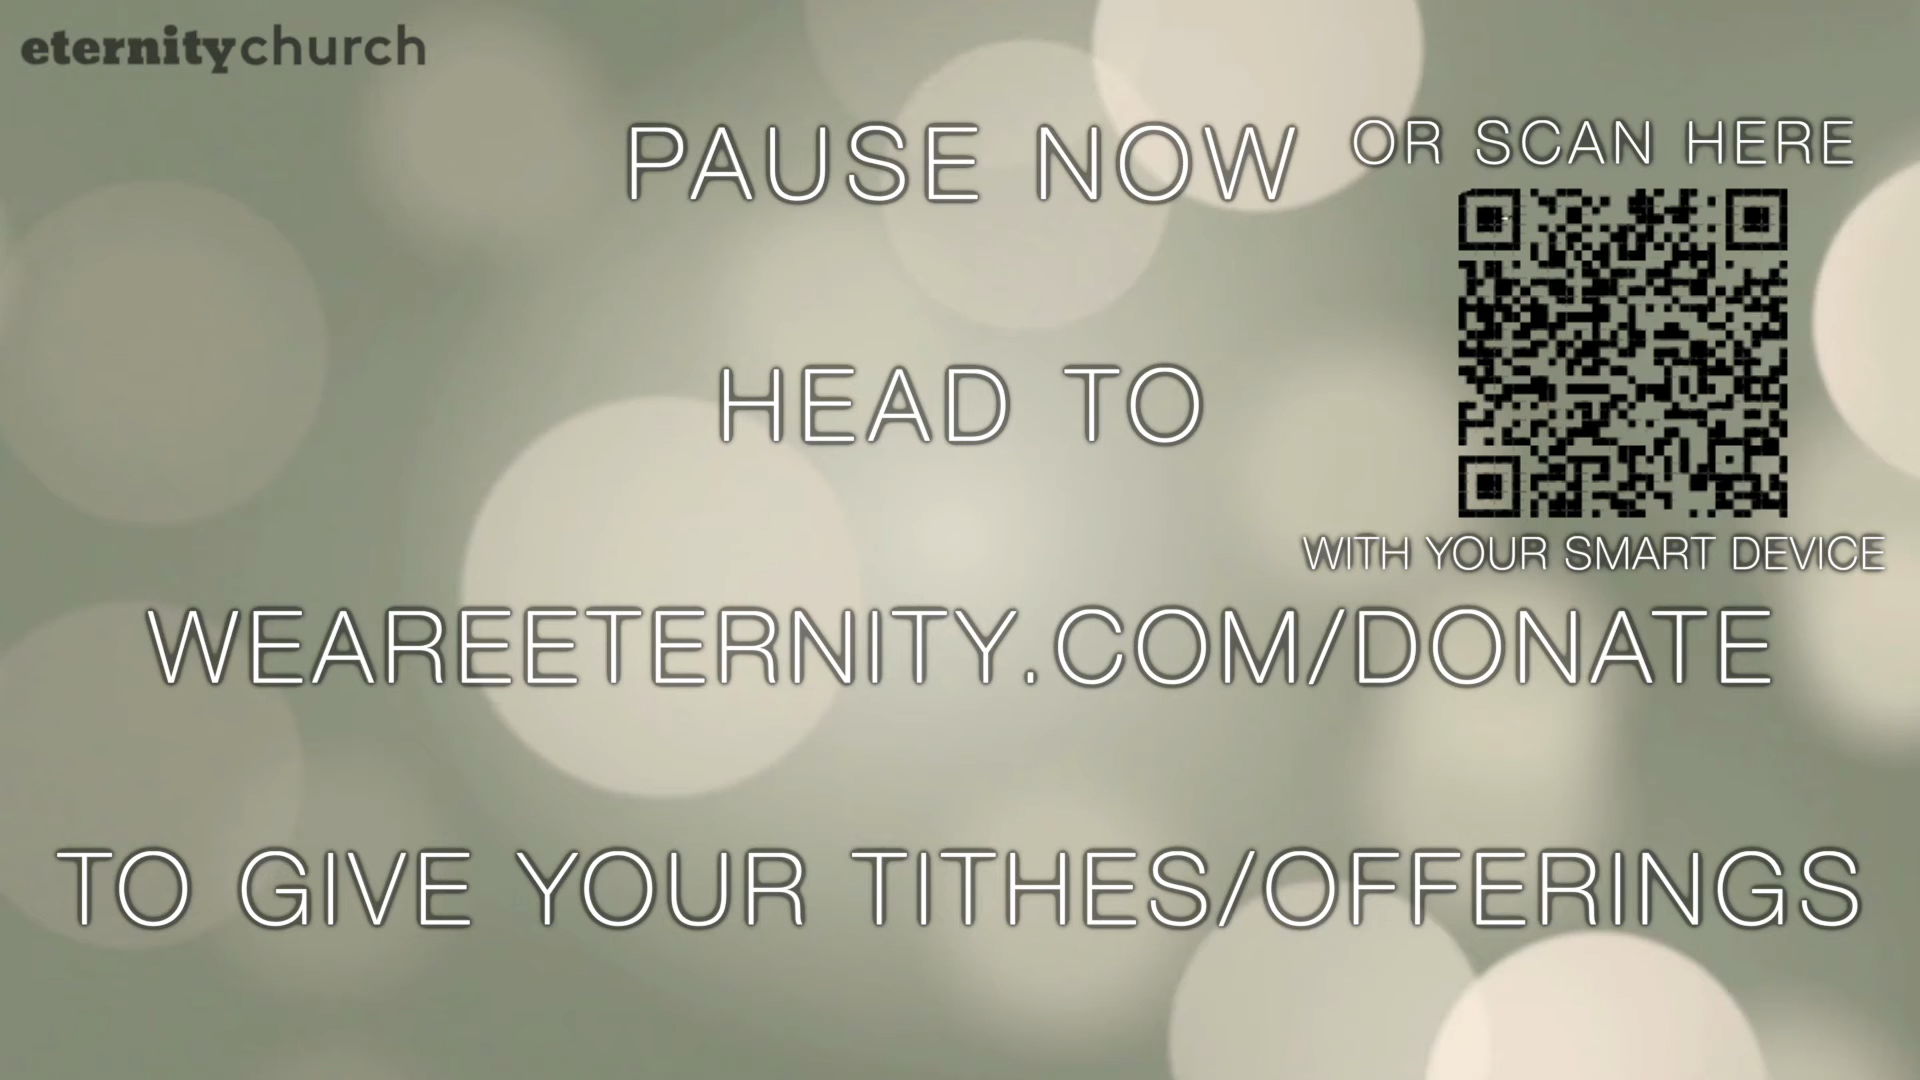 eternitychurch
PAUSE NOW
HEAD TO
WEAREETERNITY.COM/DONATE
TO GIVE YOUR TITHES/OFFERINGS
OR SCAN HERE
WITH YOUR SMART DEVICE